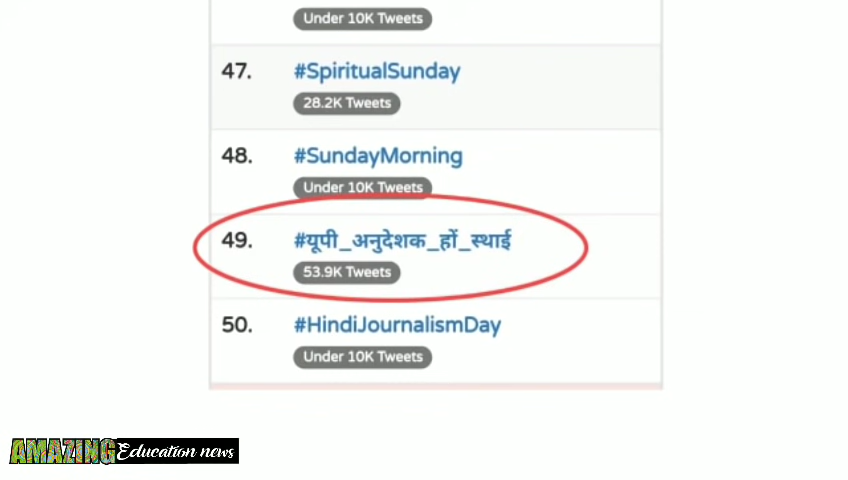 Under 10K Tweets
47. #SpiritualSunday
28.2K Tweets
48. #SundayMorning
Under 10K Tweets
49. #यूपी_अनुदेशक_हों_स्थाई
53.9K Tweets
50. #HindiJournalismDay
Under 10K Tweets
AMAZING Education news